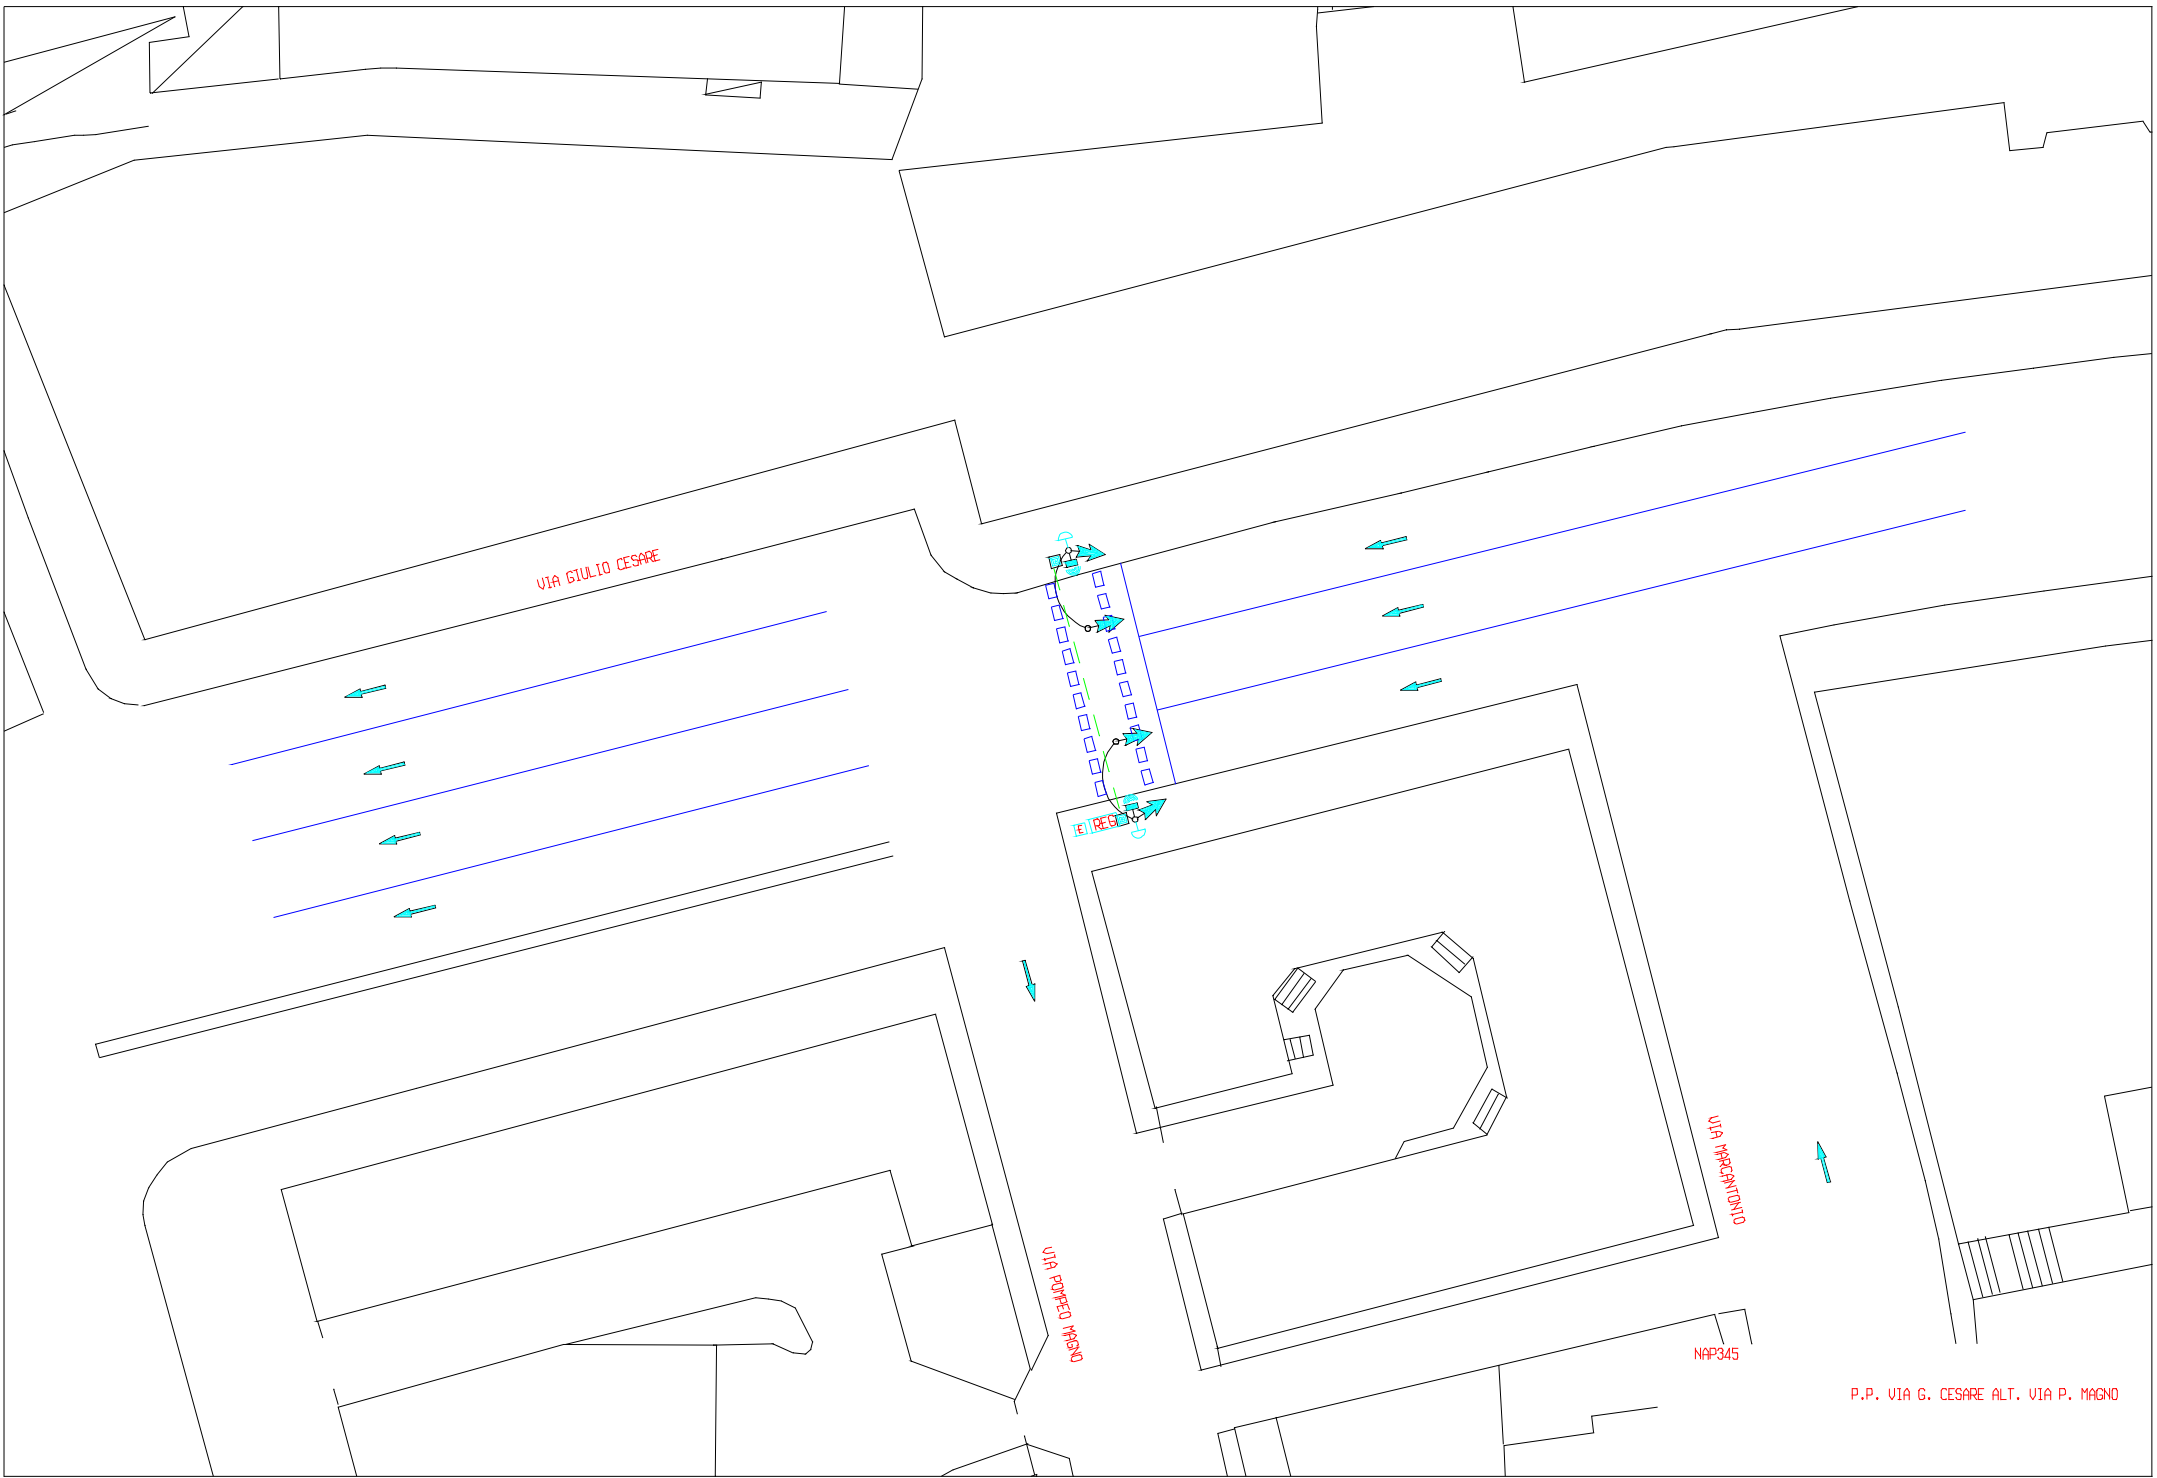 VIA GIULIO CESARE
E REG
VIA MARCANTONIO
VIA POMPEO MAGNO
NAP345
P.P. VIA G. CESARE ALT. VIA P. MAGNO